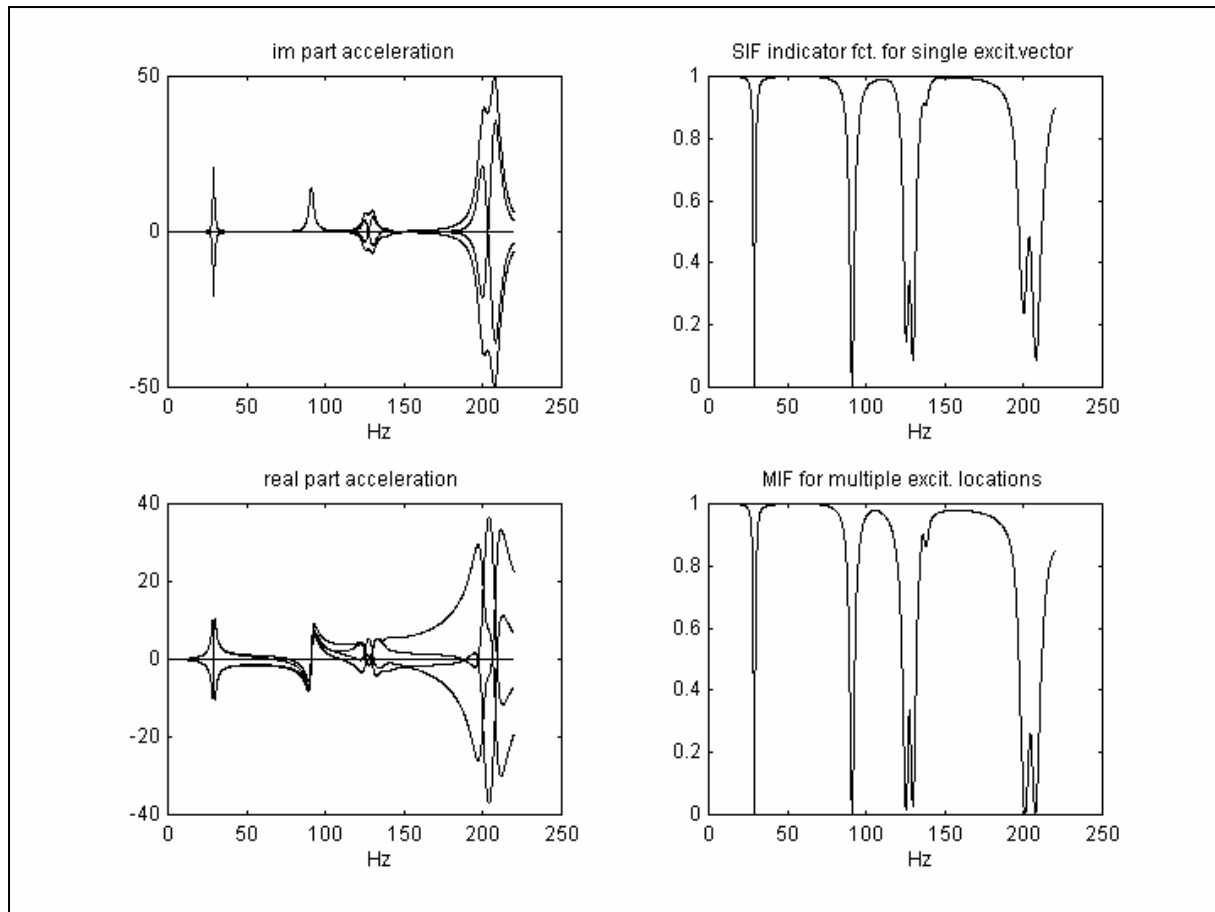 im part acceleration
50
0
-50
0 50 100 150 200 250
Hz
SIF indicator fct. for single excit.vector
1
0.8
0.6
0.4
0.2
0
0 50 100 150 200 250
Hz
real part acceleration
40
20
0
-20
-40
0 50 100 150 200 250
Hz
MIF for multiple excit. locations
1
0.8
0.6
0.4
0.2
0
0 50 100 150 200 250
Hz